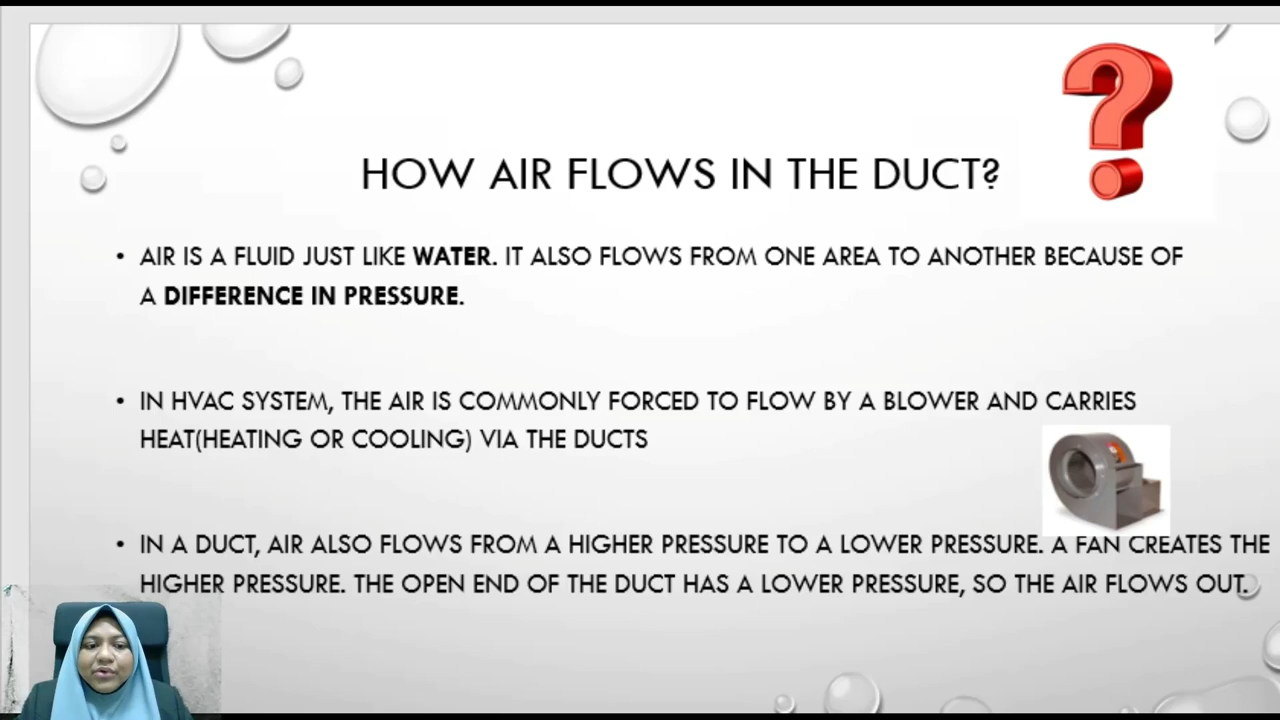 HOW AIR FLOWS IN THE DUCT?
• AIR IS A FLUID JUST LIKE WATER. IT ALSO FLOWS FROM ONE AREA TO ANOTHER BECAUSE OF
A DIFFERENCE IN PRESSURE.
• IN HVAC SYSTEM, THE AIR IS COMMONLY FORCED TO FLOW BY A BLOWER AND CARRIES
HEAT(HEATING OR COOLING) VIA THE DUCTS
• IN A DUCT, AIR ALSO FLOWS FROM A HIGHER PRESSURE TO A LOWER PRESSURE. A FAN CREATES THE
HIGHER PRESSURE. THE OPEN END OF THE DUCT HAS A LOWER PRESSURE, SO THE AIR FLOWS OUT.